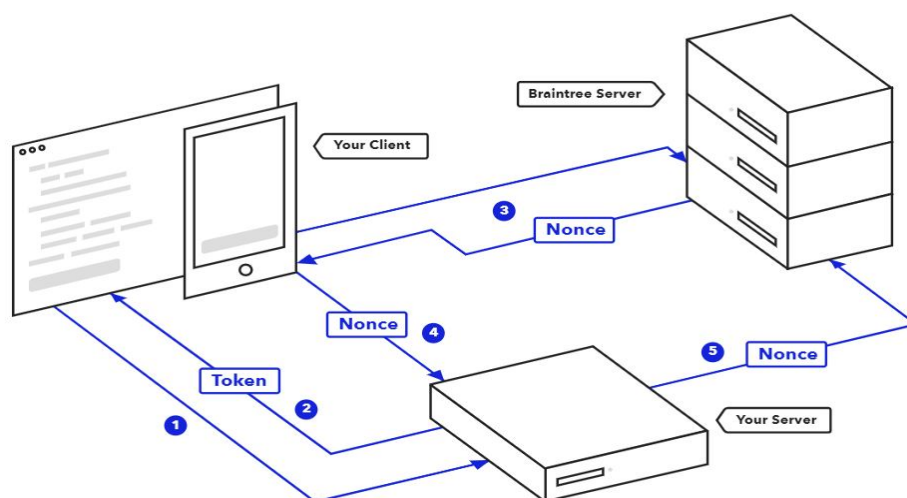 Braintree Server
Your Client
3
Nonce
Nonce
4
5
Nonce
Token
2
1
Your Server